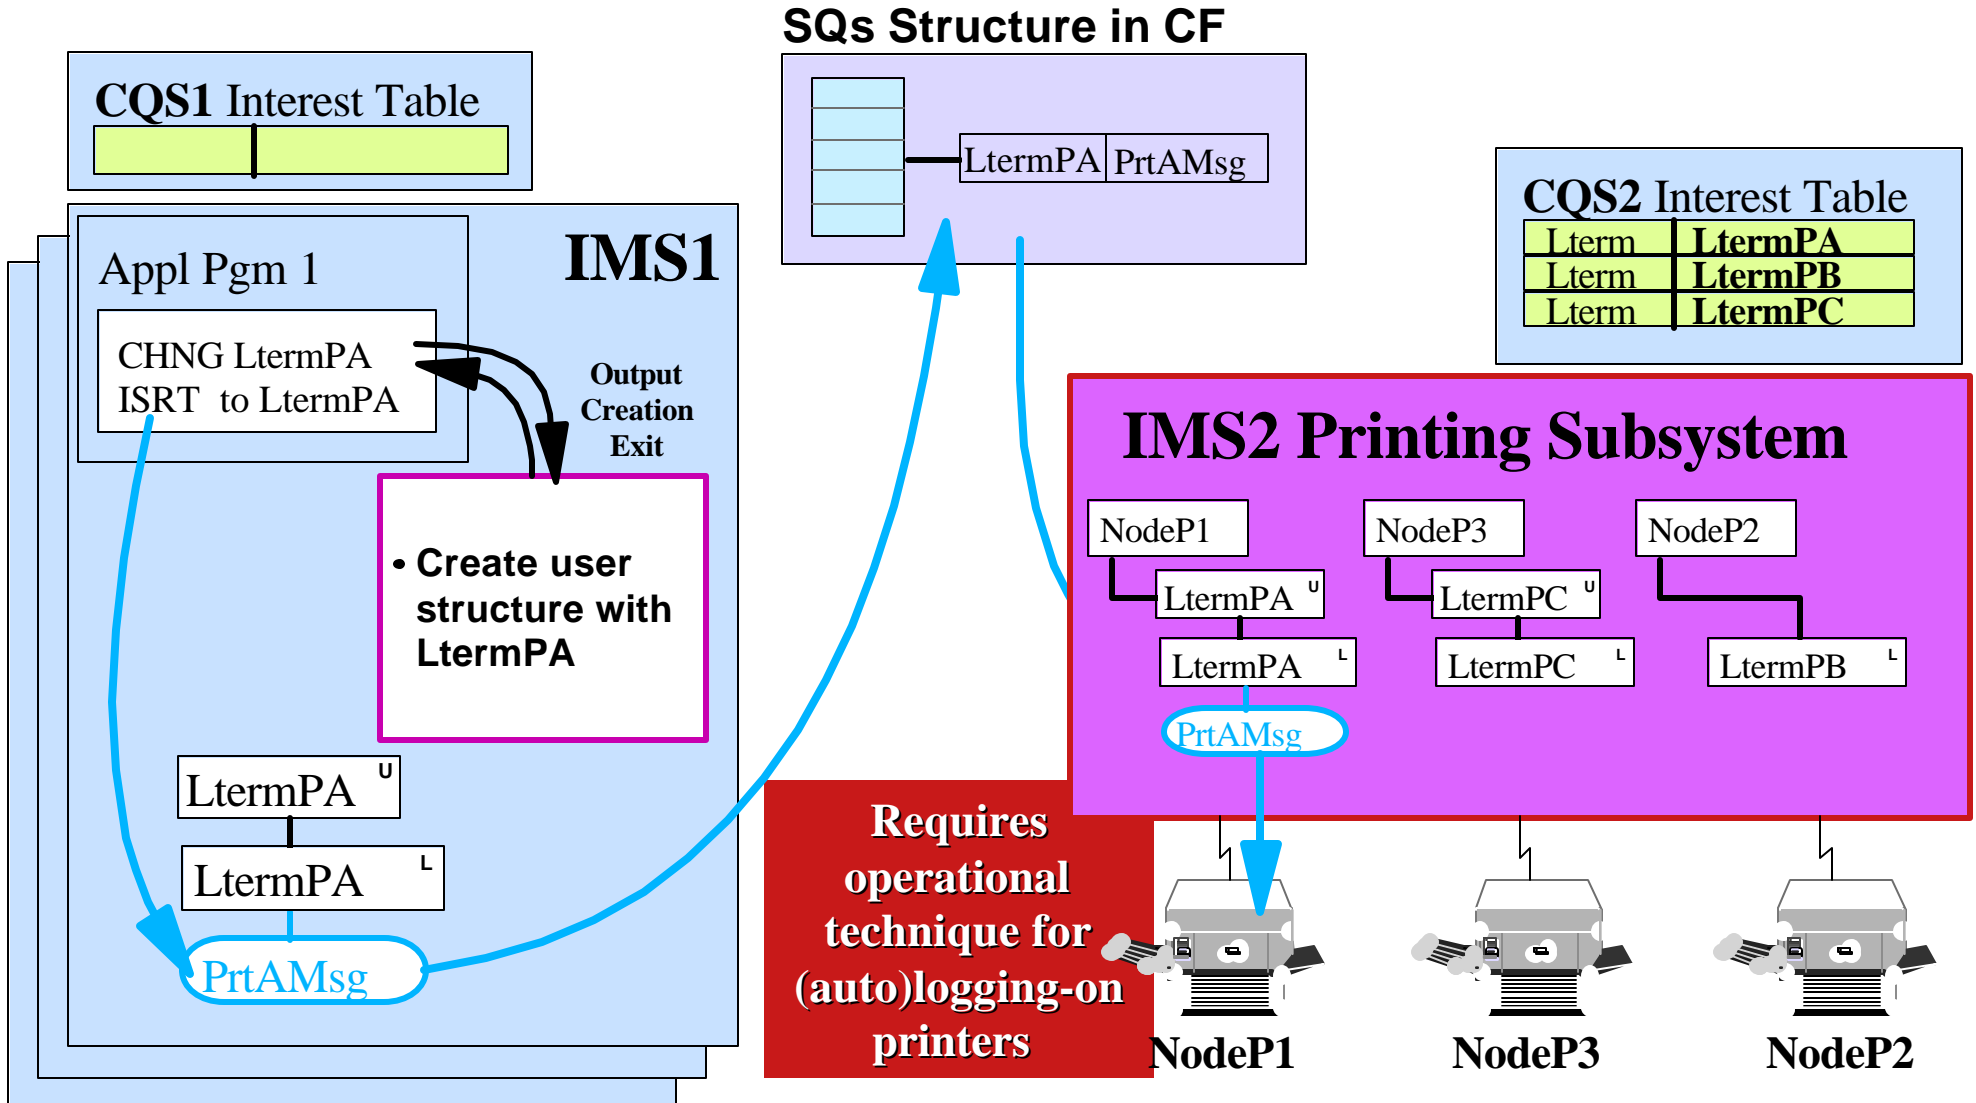 SQs Structure in CF
CQS1 Interest Table
LtermPA PrtAMsg
CQS2 Interest Table
Lterm LtermPA
Lterm LtermPB
Lterm LtermPC
IMS1
Appl Pgm 1
CHNG LtermPA
ISRT to LtermPA
Output
Creation
Exit
• Create user
structure with
LtermPA
LtermPA U
LtermPA L
PrtAMsg
IMS2 Printing Subsystem
NodeP1 NodeP3 NodeP2
LtermPA U LtermPC U
LtermPA L LtermPC L LtermPB L
PrtAMsg
Requires
operational
technique for
(auto)logging-on
printers
NodeP1 NodeP3 NodeP2